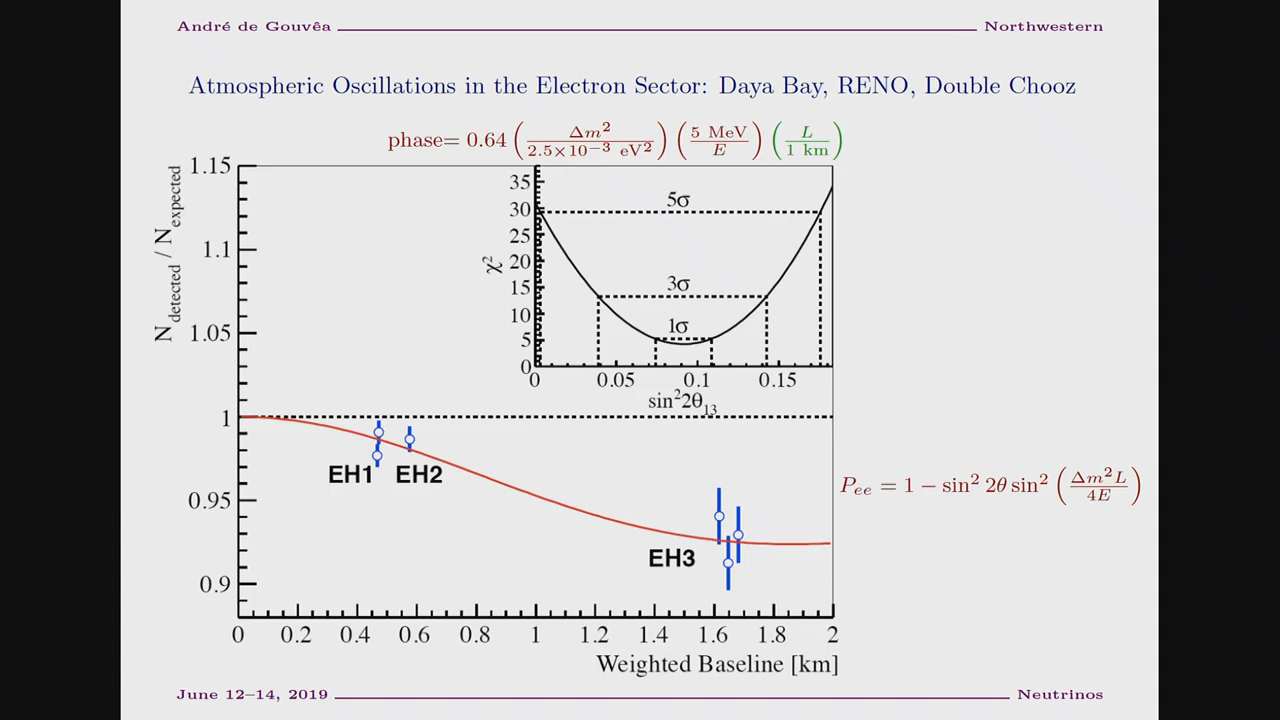 André de Gouvêa Northwestern
Atmospheric Oscillations in the Electron Sector: Daya Bay, RENO, Double Chooz
phase= 0.64 (Δm² / 2.5×10⁻³ eV²) (5 MeV / E) (L / 1 km)
N_detected / N_expected
1.15
1.1
1.05
1
0.95
0.9
χ²
35
30
25
20
15
10
5
0
5σ
3σ
1σ
0 0.05 0.1 0.15
sin²2θ₁₃
EH1 EH2
EH3
P_ee = 1 − sin² 2θ sin² (Δm²L / 4E)
0 0.2 0.4 0.6 0.8 1 1.2 1.4 1.6 1.8 2
Weighted Baseline [km]
June 12–14, 2019 Neutrinos